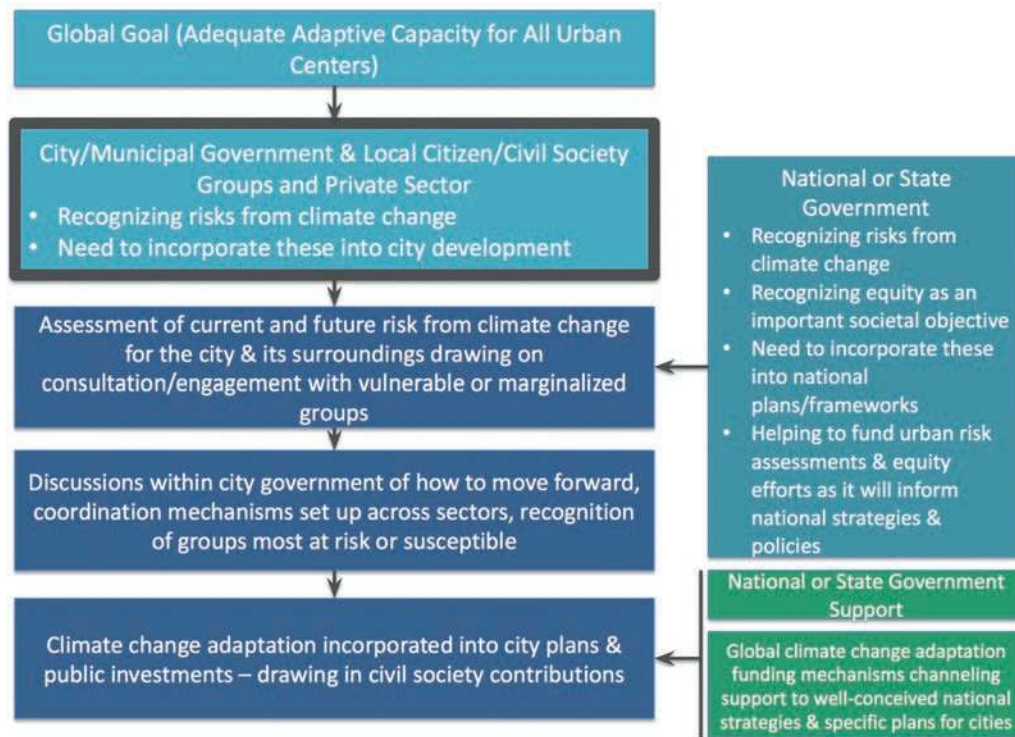 Global Goal (Adequate Adaptive Capacity for All Urban
Centers)
City/Municipal Government & Local Citizen/Civil Society
Groups and Private Sector
• Recognizing risks from climate change
• Need to incorporate these into city development
Assessment of current and future risk from climate change
for the city & its surroundings drawing on
consultation/engagement with vulnerable or marginalized
groups
Discussions within city government of how to move forward,
coordination mechanisms set up across sectors, recognition
of groups most at risk or susceptible
Climate change adaptation incorporated into city plans &
public investments – drawing in civil society contributions
National or State
Government
• Recognizing risks from
climate change
• Recognizing equity as an
important societal objective
• Need to incorporate these
into national
plans/frameworks
• Helping to fund urban risk
assessments & equity
efforts as it will inform
national strategies &
policies
National or State Government
Support
Global climate change adaptation
funding mechanisms channeling
support to well-conceived national
strategies & specific plans for cities